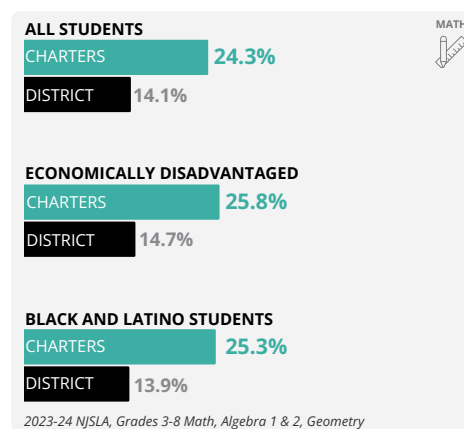 ALL STUDENTS
MATH
CHARTERS 24.3%
DISTRICT 14.1%
ECONOMICALLY DISADVANTAGED
CHARTERS 25.8%
DISTRICT 14.7%
BLACK AND LATINO STUDENTS
CHARTERS 25.3%
DISTRICT 13.9%
2023-24 NJSLA, Grades 3-8 Math, Algebra 1 & 2, Geometry